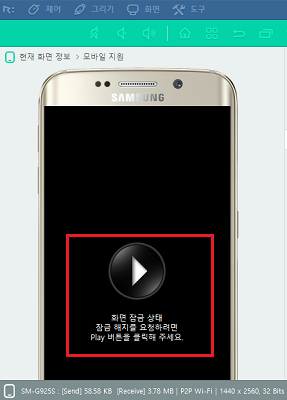 rc:
제어
그리기
화면
도구
현재 화면 정보 > 모바일 지원
SAMSUNG
화면 잠금 상태
잠금 해지를 요청하려면
Play 버튼을 클릭해 주세요.
SM-G925S : [Send] 58.58 KB [Receive] 3.78 MB | P2P Wi-Fi | 1440 x 2560, 32 Bits